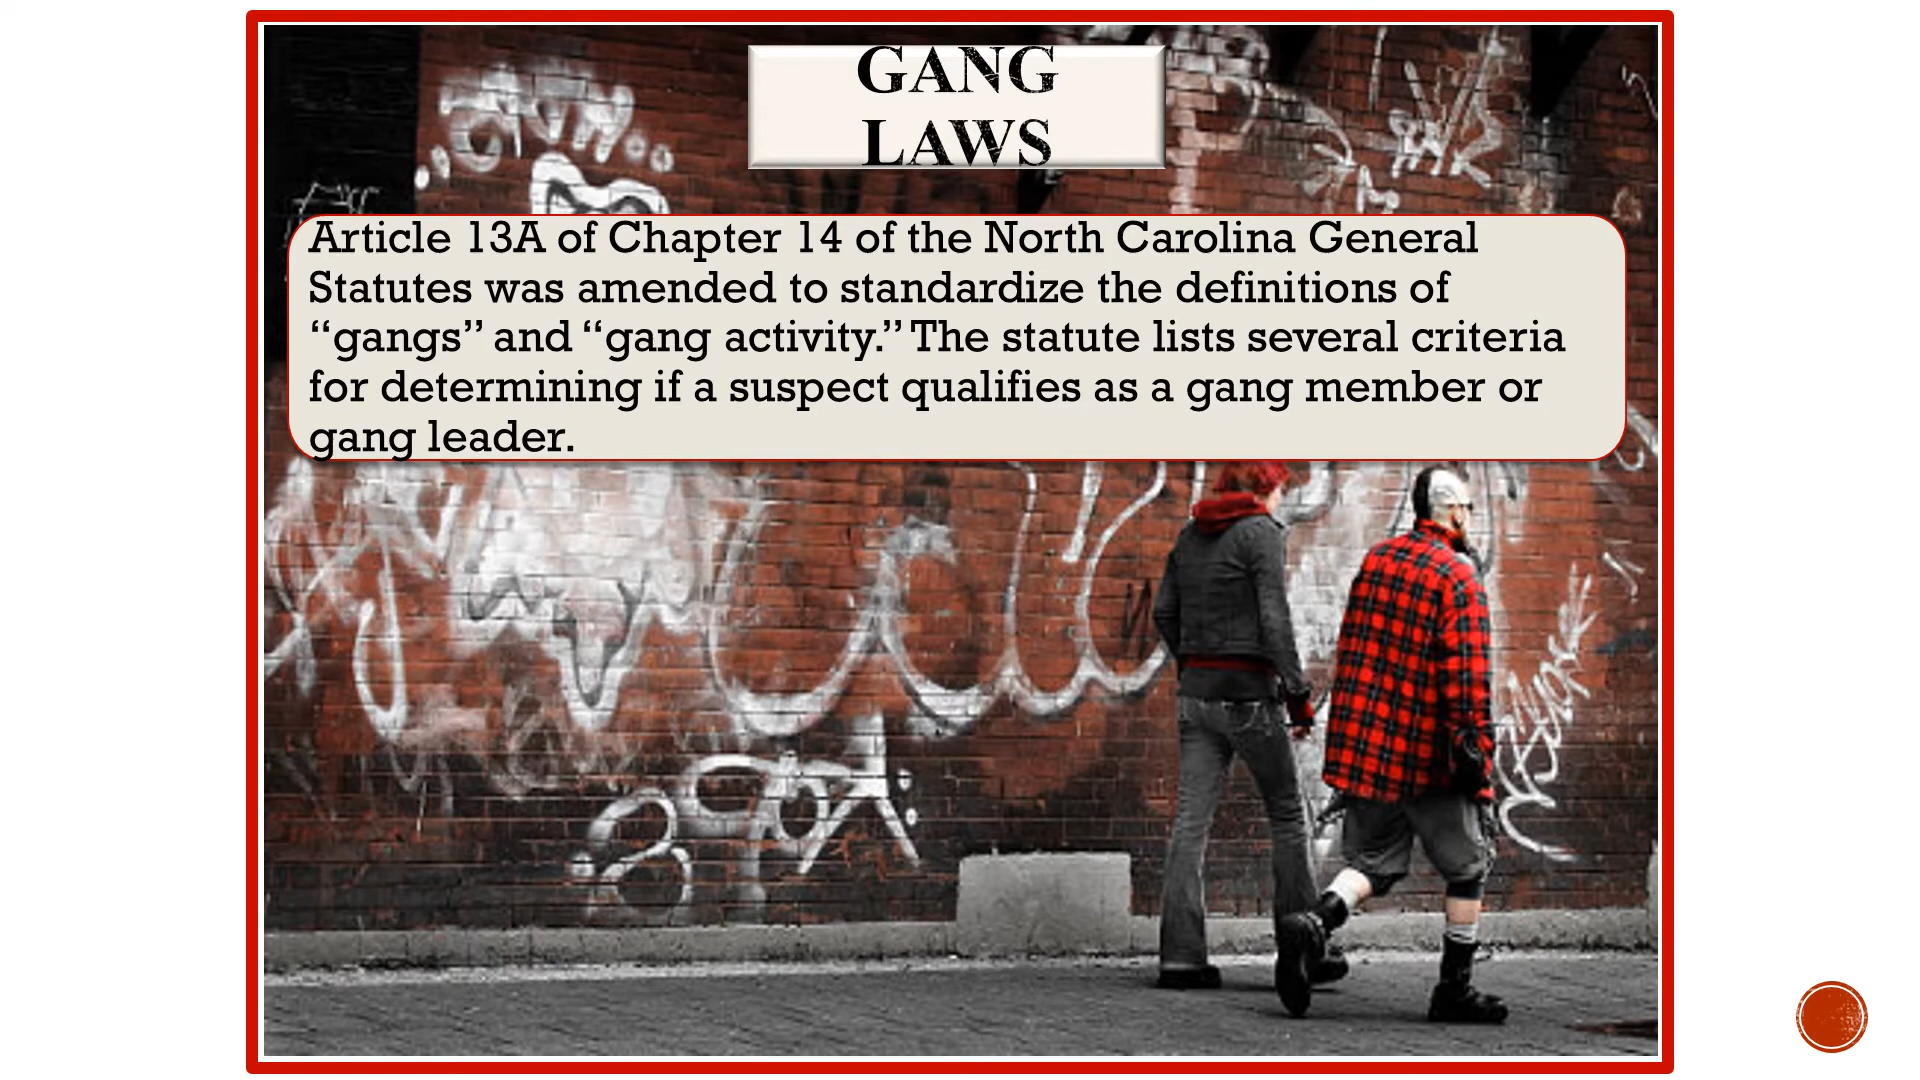 GANG
LAWS
Article 13A of Chapter 14 of the North Carolina General
Statutes was amended to standardize the definitions of
“gangs” and “gang activity.” The statute lists several criteria
for determining if a suspect qualifies as a gang member or
gang leader.